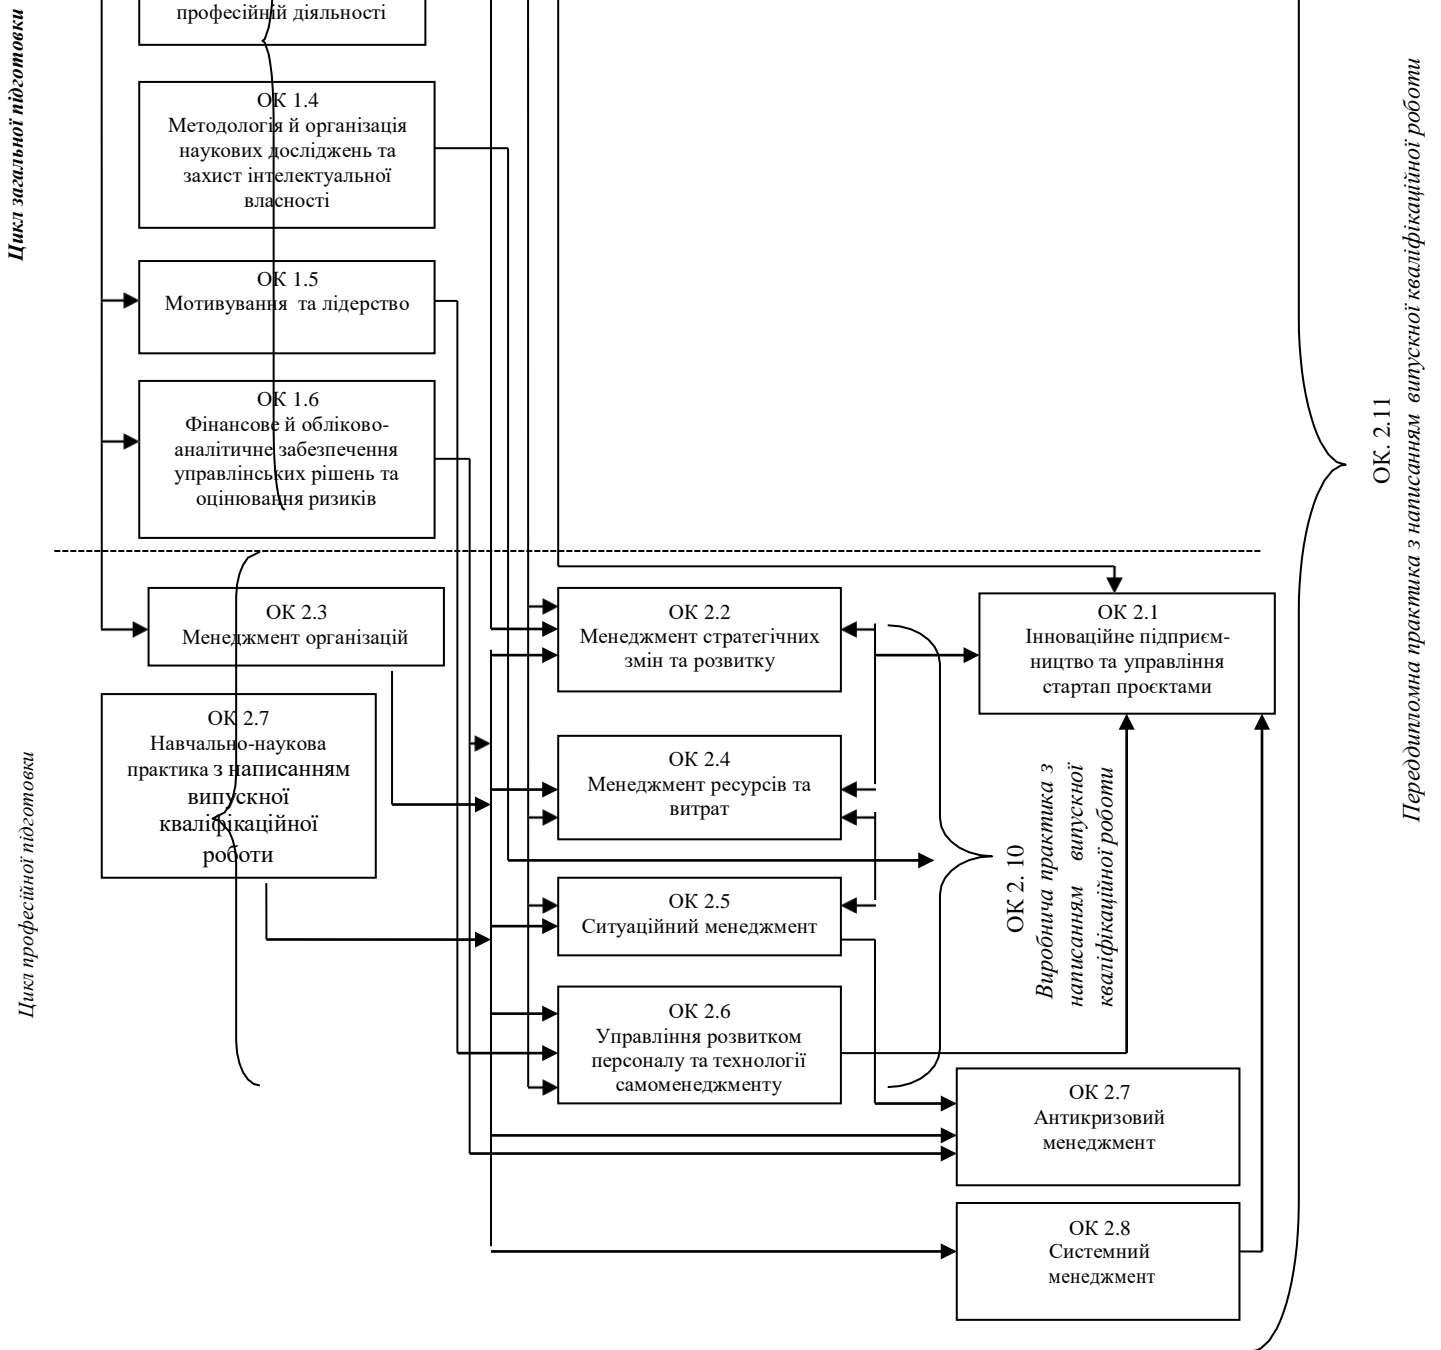 Цикл загальної підготовки
професійній діяльності
ОК 1.4
Методологія й організація
наукових досліджень та
захист інтелектуальної
власності
ОК 1.5
Мотивування  та лідерство
ОК 1.6
Фінансове й обліково-
аналітичне забезпечення
управлінських рішень та
оцінювання ризиків
Цикл професійної підготовки
ОК 2.3
Менеджмент організацій
ОК 2.7
Навчально-наукова
практика з написанням
випускної
кваліфікаційної
роботи
ОК 2.2
Менеджмент стратегічних
змін та розвитку
ОК 2.4
Менеджмент ресурсів та
витрат
ОК 2.5
Ситуаційний менеджмент
ОК 2.6
Управління розвитком
персоналу та технології
самоменеджменту
ОК 2.1
Інноваційне підприєм-
ництво та управління
стартап проєктами
ОК 2. 10
Виробнича практика з
написанням випускної
кваліфікаційної роботи
ОК 2.7
Антикризовий
менеджмент
ОК 2.8
Системний
менеджмент
ОК. 2.11
Переддипломна практика з написанням випускної кваліфікаційної роботи